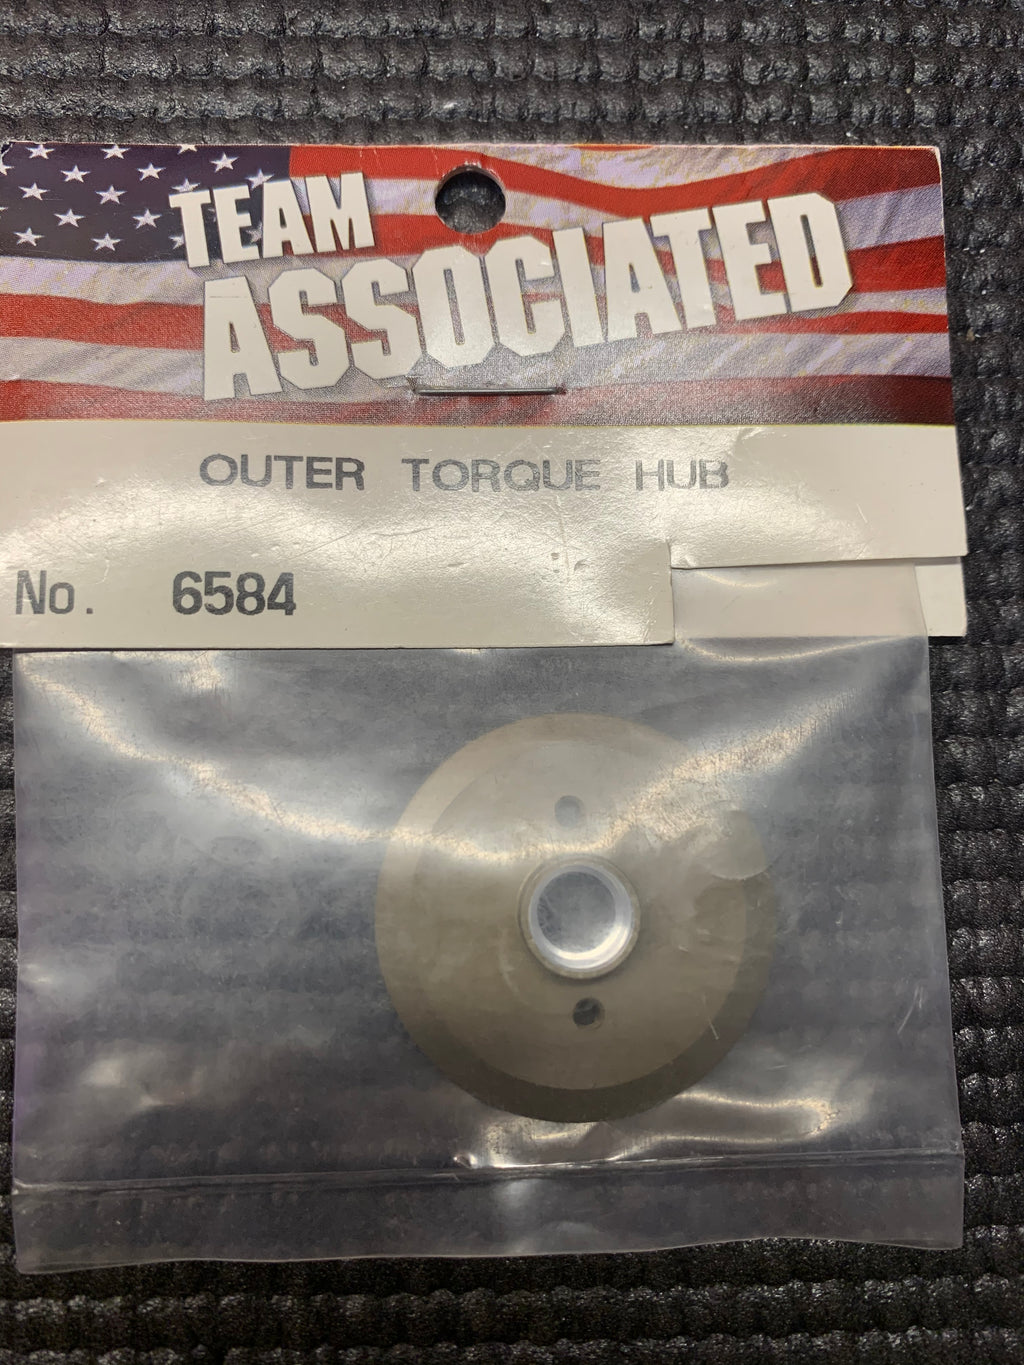 TEAM
ASSOCIATED
OUTER TORQUE HUB
No. 6584